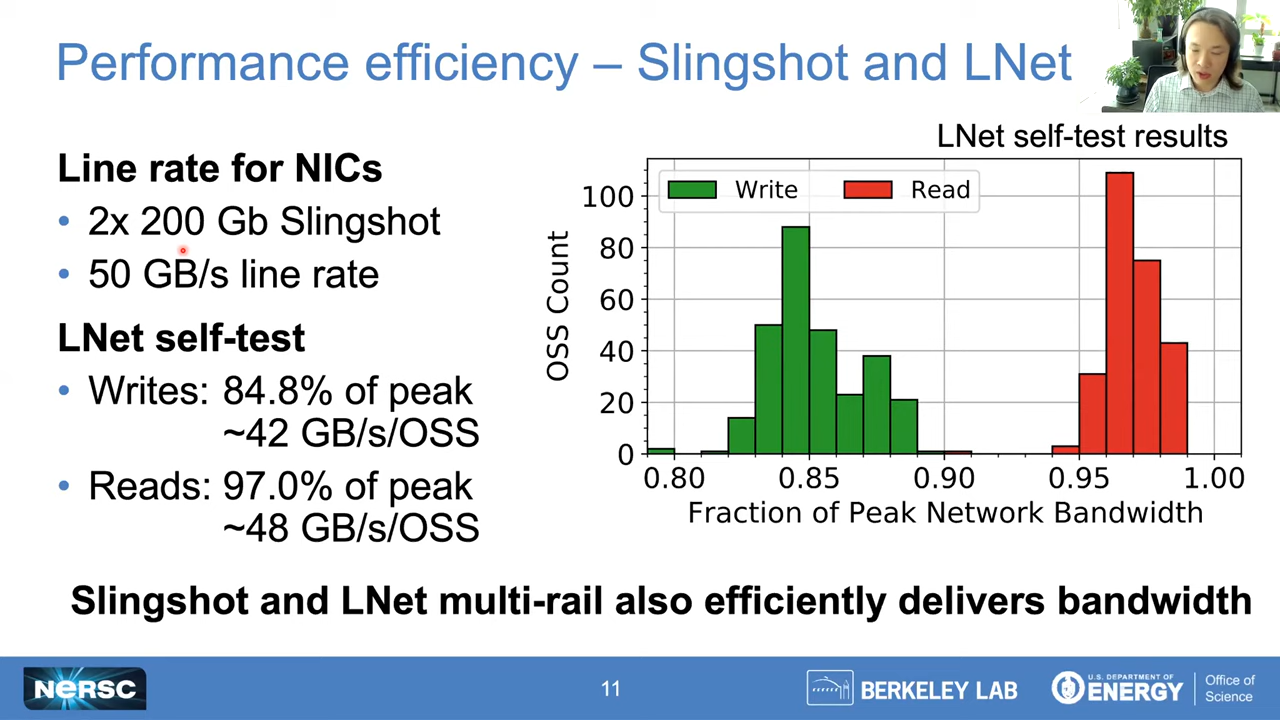 Performance efficiency – Slingshot and LNet
Line rate for NICs
• 2x 200 Gb Slingshot
• 50 GB/s line rate
LNet self-test
• Writes: 84.8% of peak
~42 GB/s/OSS
• Reads: 97.0% of peak
~48 GB/s/OSS
LNet self-test results
Write
Read
OSS Count
100
80
60
40
20
0
0.80
0.85
0.90
0.95
1.00
Fraction of Peak Network Bandwidth
Slingshot and LNet multi-rail also efficiently delivers bandwidth
NERSC
11
BERKELEY LAB
U.S. DEPARTMENT OF
ENERGY
Office of
Science